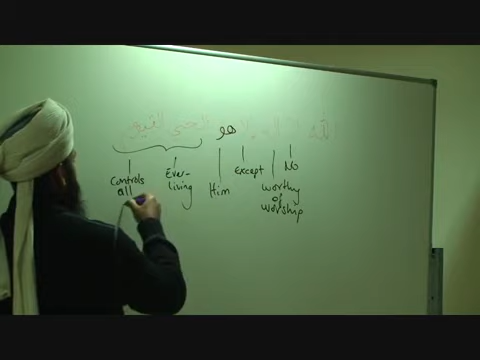 الله لا اله الا هو الحي القيوم
No
worthy
of
worship
except
Him
Ever-
living
Controls
all